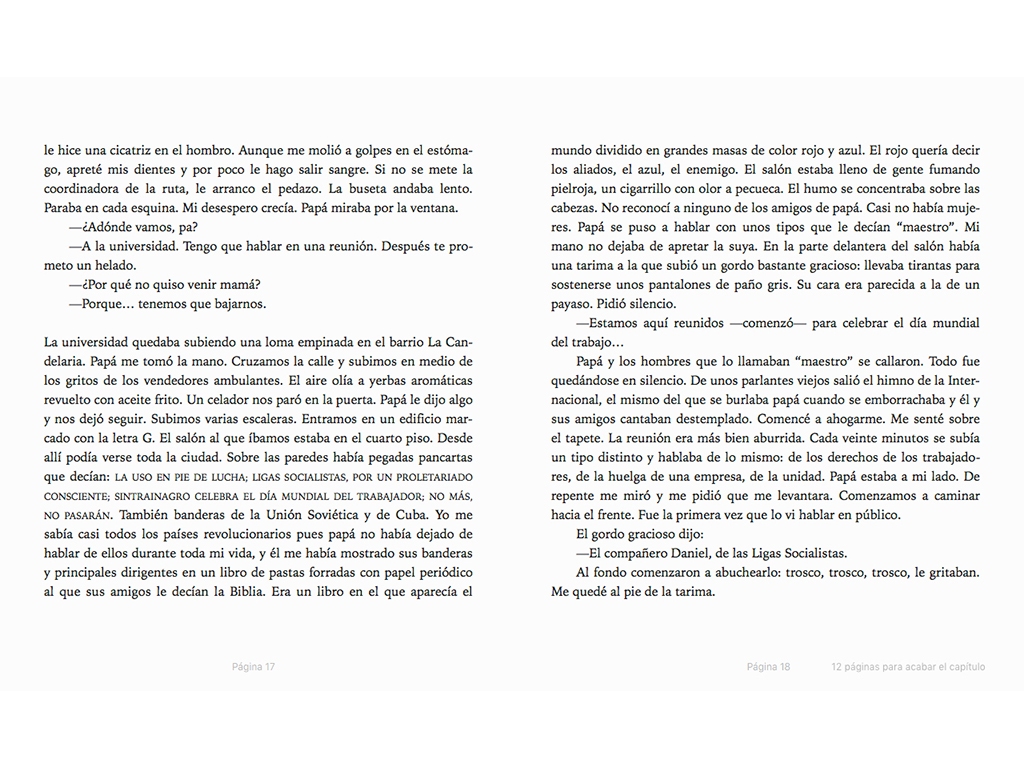 le hice una cicatriz en el hombro. Aunque me molió a golpes en el estóma-
go, apreté mis dientes y por poco le hago salir sangre. Si no se mete la
coordinadora de la ruta, le arranco el pedazo. La buseta andaba lento.
Paraba en cada esquina. Mi desespero crecía. Papá miraba por la ventana.
—¿Adónde vamos, pa?
—A la universidad. Tengo que hablar en una reunión. Después te pro-
meto un helado.
—¿Por qué no quiso venir mamá?
—Porque… tenemos que bajarnos.
La universidad quedaba subiendo una loma empinada en el barrio La Can-
delaria. Papá me tomó la mano. Cruzamos la calle y subimos en medio de
los gritos de los vendedores ambulantes. El aire olía a yerbas aromáticas
revuelto con aceite frito. Un celador nos paró en la puerta. Papá le dijo algo
y nos dejó seguir. Subimos varias escaleras. Entramos en un edificio mar-
cado con la letra G. El salón al que íbamos estaba en el cuarto piso. Desde
allí podía verse toda la ciudad. Sobre las paredes había pegadas pancartas
que decían: LA USO EN PIE DE LUCHA; LIGAS SOCIALISTAS, POR UN PROLETARIADO
CONSCIENTE; SINTRAINAGRO CELEBRA EL DÍA MUNDIAL DEL TRABAJADOR; NO MÁS,
NO PASARÁN. También banderas de la Unión Soviética y de Cuba. Yo me
sabía casi todos los países revolucionarios pues papá no había dejado de
hablar de ellos durante toda mi vida, y él me había mostrado sus banderas
y principales dirigentes en un libro de pastas forradas con papel periódico
al que sus amigos le decían la Biblia. Era un libro en el que aparecía el
Página 17
mundo dividido en grandes masas de color rojo y azul. El rojo quería decir
los aliados, el azul, el enemigo. El salón estaba lleno de gente fumando
pielroja, un cigarrillo con olor a pecueca. El humo se concentraba sobre las
cabezas. No reconocí a ninguno de los amigos de papá. Casi no había muje-
res. Papá se puso a hablar con unos tipos que le decían “maestro”. Mi
mano no dejaba de apretar la suya. En la parte delantera del salón había
una tarima a la que subió un gordo bastante gracioso: llevaba tirantas para
sostenerse unos pantalones de paño gris. Su cara era parecida a la de un
payaso. Pidió silencio.
—Estamos aquí reunidos —comenzó— para celebrar el día mundial
del trabajo…
Papá y los hombres que lo llamaban “maestro” se callaron. Todo fue
quedándose en silencio. De unos parlantes viejos salió el himno de la Inter-
nacional, el mismo del que se burlaba papá cuando se emborrachaba y él y
sus amigos cantaban destemplado. Comencé a ahogarme. Me senté sobre
el tapete. La reunión era más bien aburrida. Cada veinte minutos se subía
un tipo distinto y hablaba de lo mismo: de los derechos de los trabajado-
res, de la huelga de una empresa, de la unidad. Papá estaba a mi lado. De
repente me miró y me pidió que me levantara. Comenzamos a caminar
hacia el frente. Fue la primera vez que lo vi hablar en público.
El gordo gracioso dijo:
—El compañero Daniel, de las Ligas Socialistas.
Al fondo comenzaron a abuchearlo: trosco, trosco, trosco, le gritaban.
Me quedé al pie de la tarima.
Página 18
12 páginas para acabar el capítulo